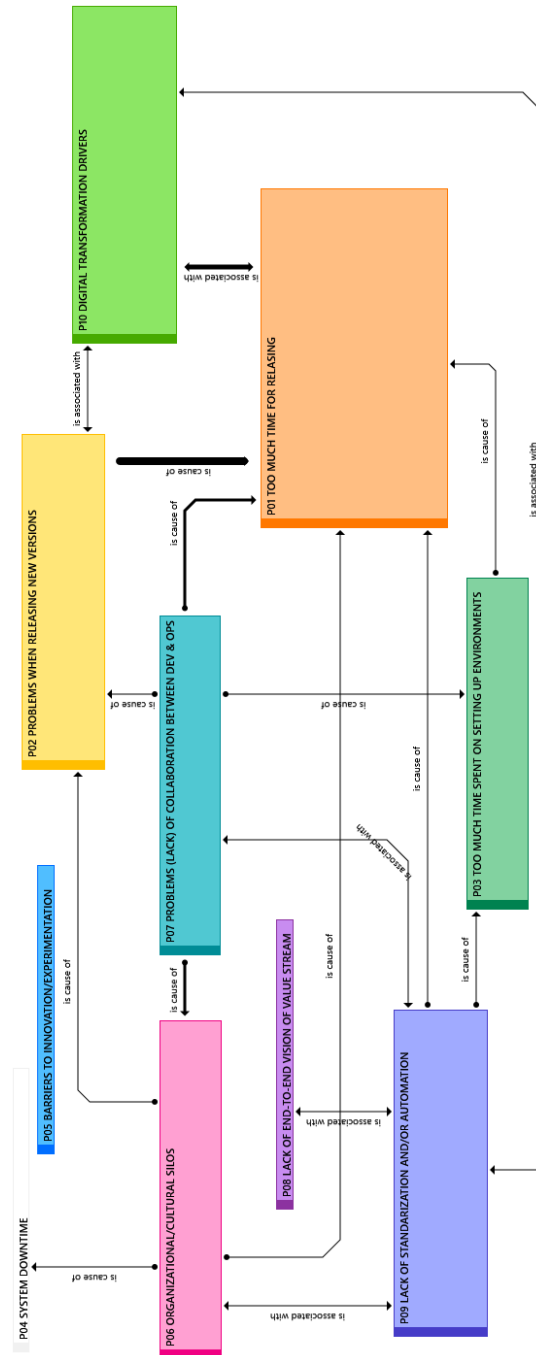 P10 DIGITAL TRANSFORMATION DRIVERS
is associated with
is associated with
P01 TOO MUCH TIME FOR RELASING
P02 PROBLEMS WHEN RELEASING NEW VERSIONS
is cause of
is cause of
is cause of
is associated with
P07 PROBLEMS (LACK) OF COLLABORATION BETWEEN DEV & OPS
is cause of
is cause of
P03 TOO MUCH TIME SPENT ON SETTING UP ENVIRONMENTS
is cause of
is associated with
P05 BARRIERS TO INNOVATION/EXPERIMENTATION
is cause of
is cause of
is cause of
is cause of
P08 LACK OF END-TO-END VISION OF VALUE STREAM
is associated with
P09 LACK OF STANDARIZATION AND/OR AUTOMATION
P04 SYSTEM DOWNTIME
is cause of
P06 ORGANIZATIONAL/CULTURAL SILOS
is associated with